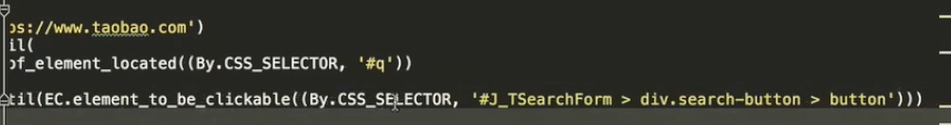 ps://www.taobao.com')
il(
of_element_located((By.CSS_SELECTOR, '#q'))
til(EC.element_to_be_clickable((By.CSS_SELECTOR, '#J_TSearchForm > div.search-button > button')))